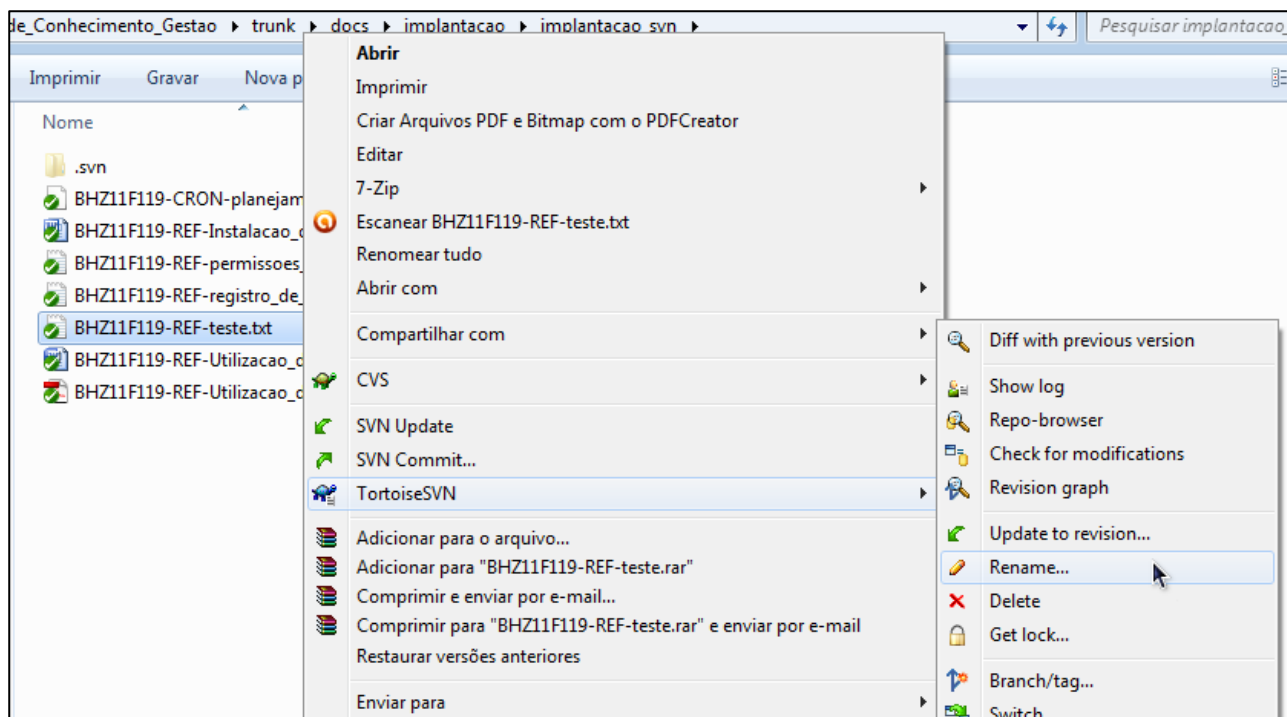 de_Conhecimento_Gestao ▸ trunk ▸ docs ▸ implantacao ▸ implantacao_svn ▸
Pesquisar implantacao_
Imprimir Gravar Nova p
Nome
.svn
BHZ11F119-CRON-planejam
BHZ11F119-REF-Instalacao_
BHZ11F119-REF-permissoes_
BHZ11F119-REF-registro_de_
BHZ11F119-REF-teste.txt
BHZ11F119-REF-Utilizacao_
BHZ11F119-REF-Utilizacao_
Abrir
Imprimir
Criar Arquivos PDF e Bitmap com o PDFCreator
Editar
7-Zip
Escanear BHZ11F119-REF-teste.txt
Renomear tudo
Abrir com
Compartilhar com
CVS
SVN Update
SVN Commit...
TortoiseSVN
Adicionar para o arquivo...
Adicionar para "BHZ11F119-REF-teste.rar"
Comprimir e enviar por e-mail...
Comprimir para "BHZ11F119-REF-teste.rar" e enviar por e-mail
Restaurar versões anteriores
Enviar para
Diff with previous version
Show log
Repo-browser
Check for modifications
Revision graph
Update to revision...
Rename...
Delete
Get lock...
Branch/tag...
Switch